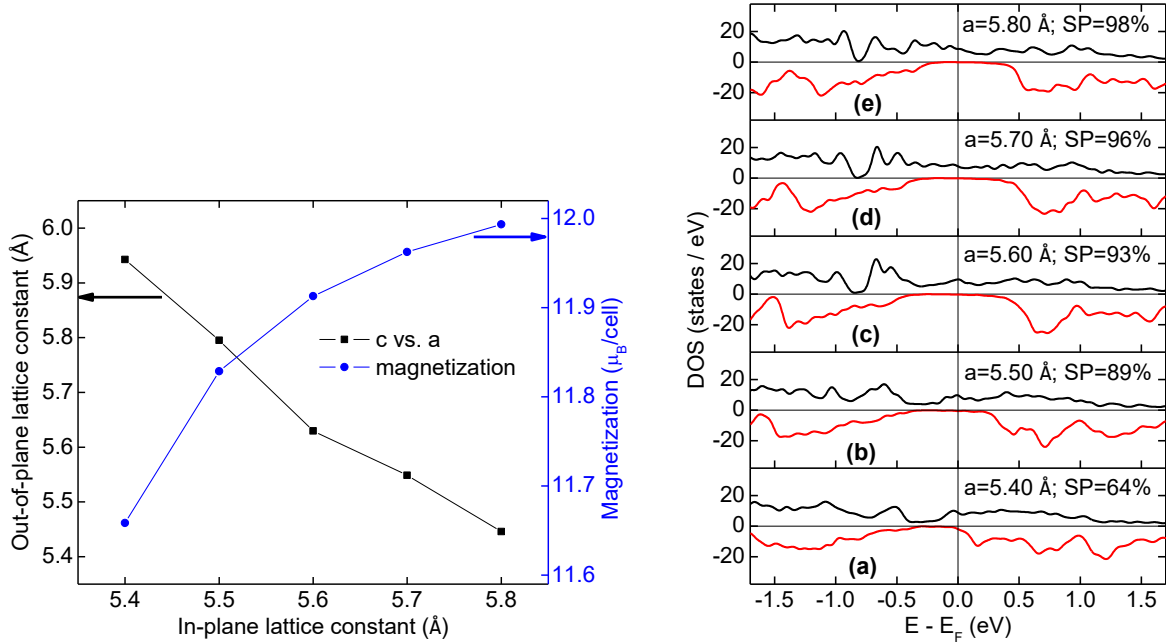 Out-of-plane lattice constant (Å)
6.0
5.9
5.8
5.7
5.6
5.5
5.4
5.4
5.5
5.6
5.7
5.8
In-plane lattice constant (Å)
c vs. a
magnetization
12.0
11.9
11.8
11.7
11.6
Magnetization (μB/cell)
DOS (states / eV)
a=5.80 Å; SP=98%
20
0
-20
(e)
a=5.70 Å; SP=96%
20
0
-20
(d)
a=5.60 Å; SP=93%
20
0
-20
(c)
a=5.50 Å; SP=89%
20
0
-20
(b)
a=5.40 Å; SP=64%
20
0
-20
(a)
-1.5
-1.0
-0.5
0.0
0.5
1.0
1.5
E - EF (eV)